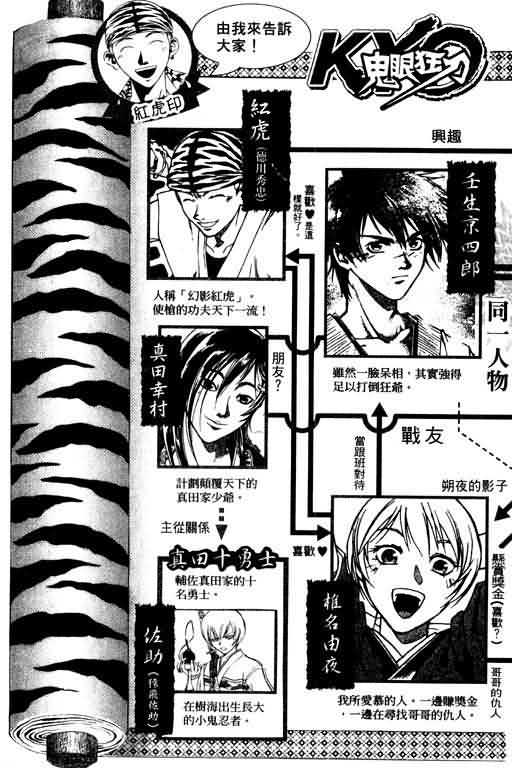 由我來告訴
大家！
KYO
鬼眼狂刀
紅虎印
興趣
紅虎
(德川秀忠)
喜歡♥是這
樣就好了。
壬生京四郎
人稱「幻影紅虎」。
使槍的功夫天下一流！
同一人物
真田幸村
朋友？
雖然一臉呆相，其實強得
足以打倒狂爺。
當跟班對待
戰友
計劃顛覆天下的
真田家少爺。
朔夜的影子
主從關係
喜歡♥
真田十勇士
輔佐真田家的十
名勇士。
椎名由夜
懸賞獎金(喜歡？)
佐助
(猿飛佐助)
哥哥的仇人
在樹海出生長大
的小鬼忍者。
我所愛慕的人。一邊賺獎金
，一邊在尋找哥哥的仇人。